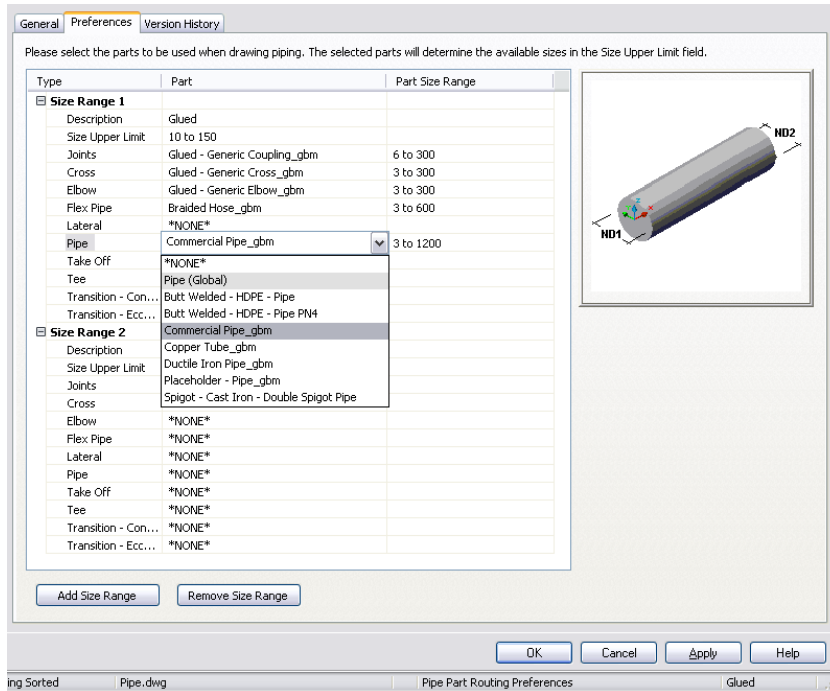 General Preferences Version History
Please select the parts to be used when drawing piping. The selected parts will determine the available sizes in the Size Upper Limit field.
Type Part Part Size Range
Size Range 1
Description Glued
Size Upper Limit 10 to 150
Joints Glued - Generic Coupling_gbm 6 to 300
Cross Glued - Generic Cross_gbm 3 to 300
Elbow Glued - Generic Elbow_gbm 3 to 300
Flex Pipe Braided Hose_gbm 3 to 600
Lateral *NONE*
Pipe Commercial Pipe_gbm 3 to 1200
Take Off *NONE*
Tee Pipe (Global)
Transition - Con... Butt Welded - HDPE - Pipe
Transition - Ecc... Butt Welded - HDPE - Pipe PN4
Size Range 2 Commercial Pipe_gbm
Description Copper Tube_gbm
Size Upper Limit Ductile Iron Pipe_gbm
Joints Placeholder - Pipe_gbm
Cross Spigot - Cast Iron - Double Spigot Pipe
Elbow *NONE*
Flex Pipe *NONE*
Lateral *NONE*
Pipe *NONE*
Take Off *NONE*
Tee *NONE*
Transition - Con... *NONE*
Transition - Ecc... *NONE*
ND2
ND1
Add Size Range Remove Size Range
OK Cancel Apply Help
ing Sorted Pipe.dwg Pipe Part Routing Preferences Glued